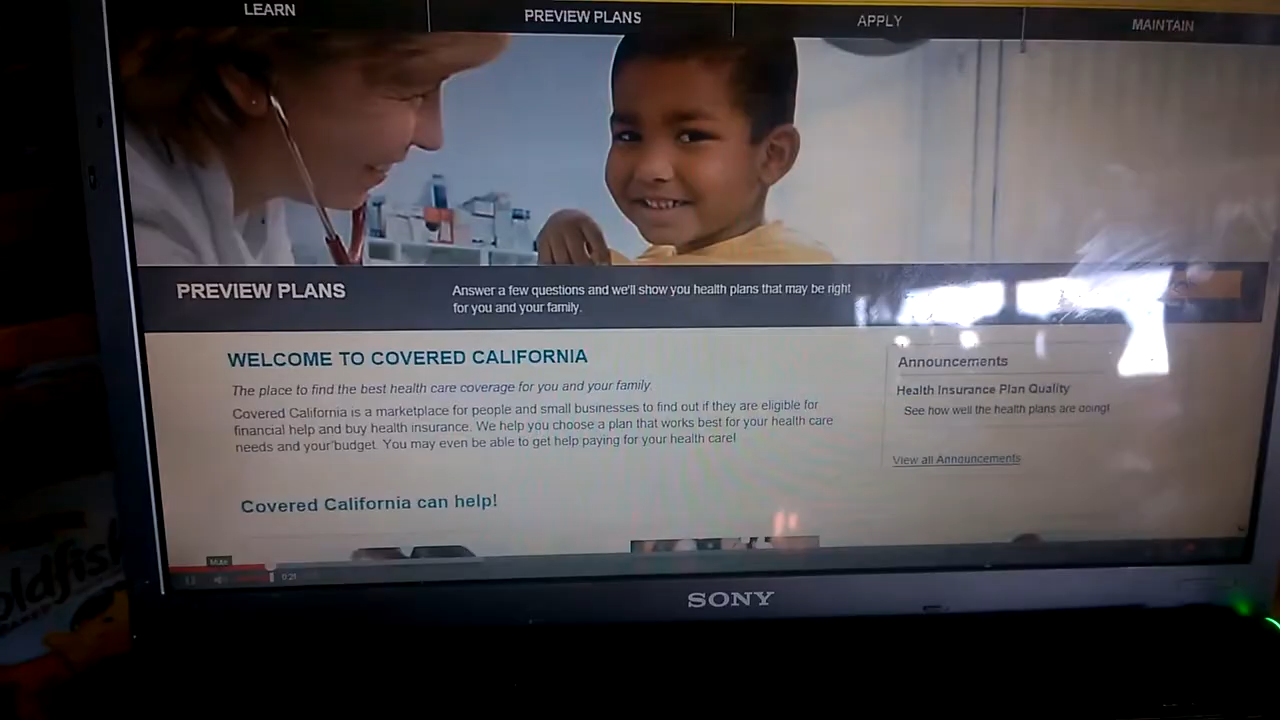 LEARN
PREVIEW PLANS
APPLY
MAINTAIN
PREVIEW PLANS
Answer a few questions and we'll show you health plans that may be right
for you and your family.
WELCOME TO COVERED CALIFORNIA
The place to find the best health care coverage for you and your family.
Covered California is a marketplace for people and small businesses to find out if they are eligible for
financial help and buy health insurance. We help you choose a plan that works best for your health care
needs and your budget. You may even be able to get help paying for your health care!
Announcements
Health Insurance Plan Quality
See how well the health plans are doing!
View all Announcements
Covered California can help!
Mute
0:21
SONY
oldfish